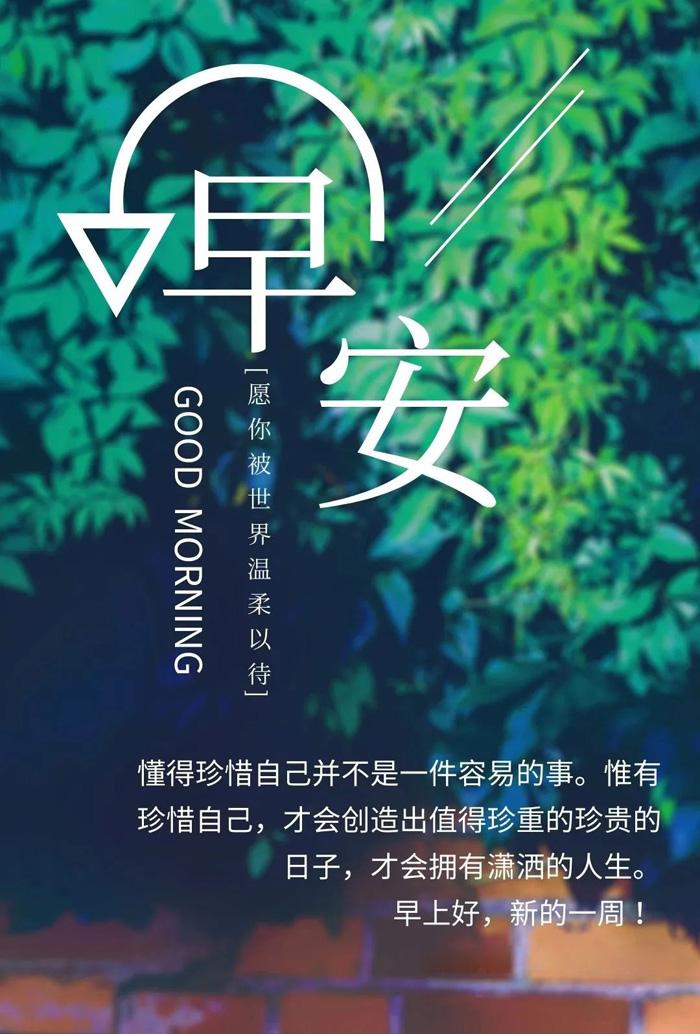 早安
GOOD MORNING
[愿你被世界温柔以待]
懂得珍惜自己并不是一件容易的事。惟有
珍惜自己，才会创造出值得珍重的珍贵的
日子，才会拥有潇洒的人生。
早上好，新的一周！